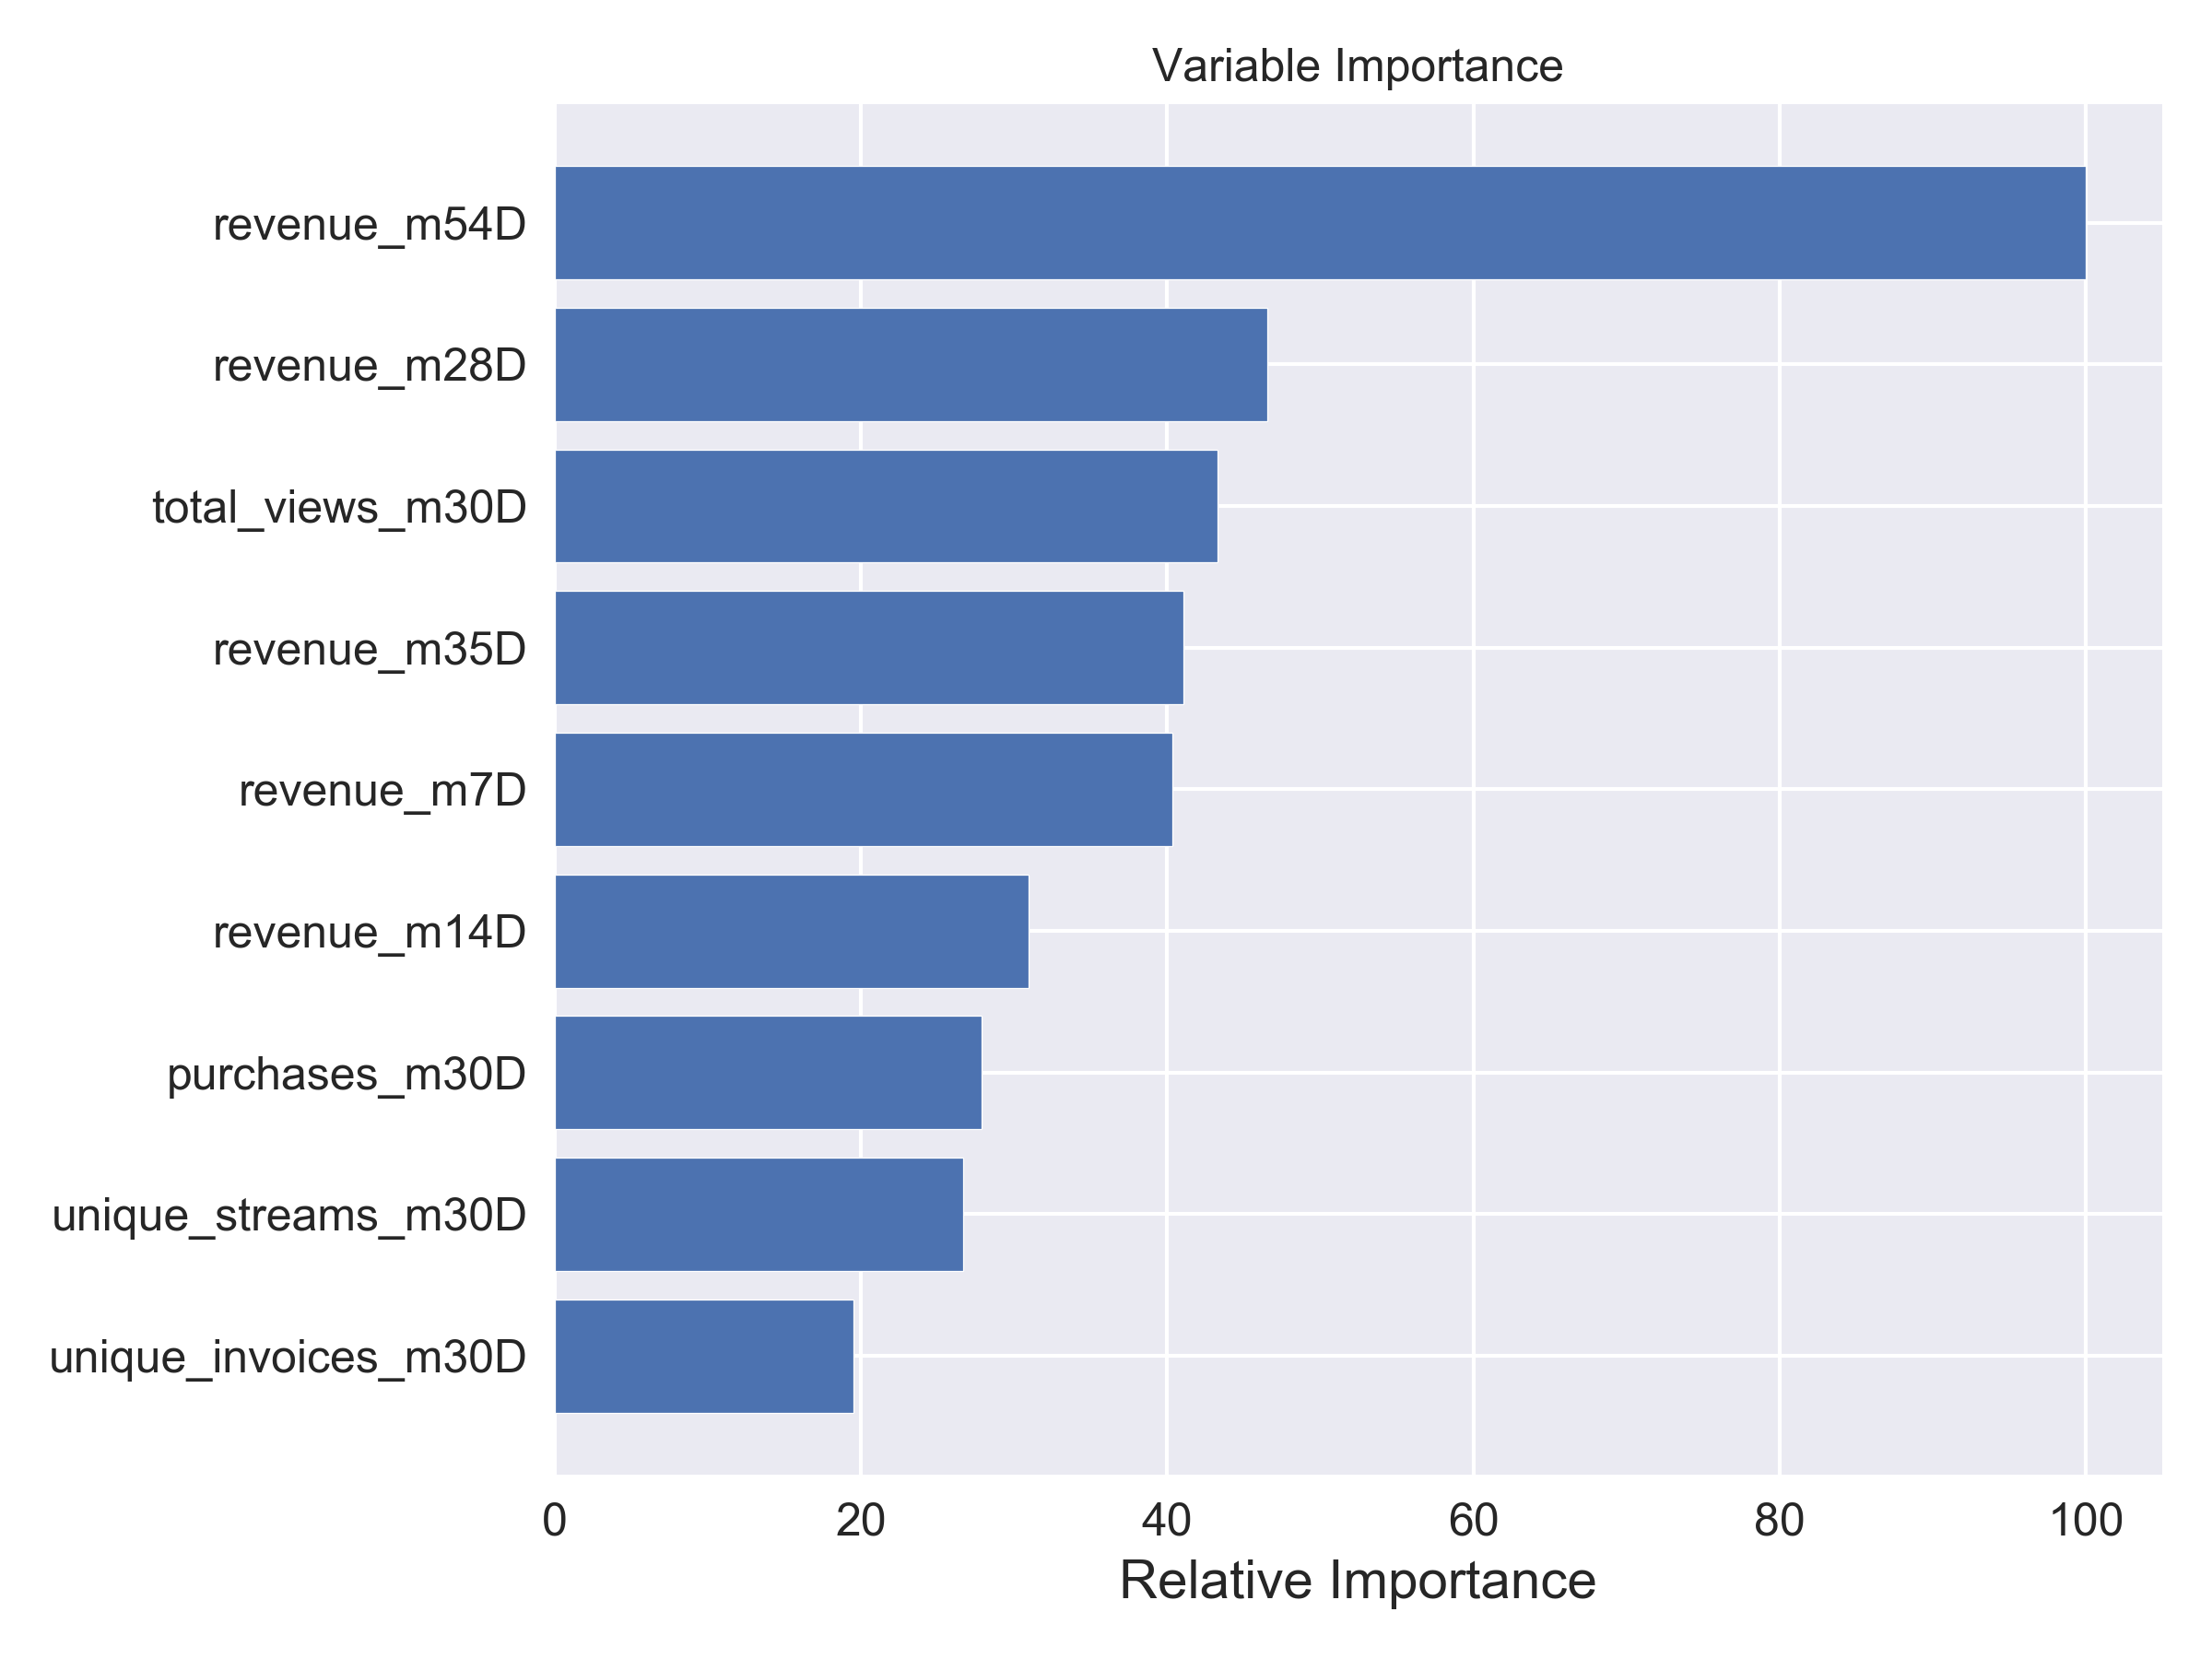 Variable Importance
revenue_m54D
revenue_m28D
total_views_m30D
revenue_m35D
revenue_m7D
revenue_m14D
purchases_m30D
unique_streams_m30D
unique_invoices_m30D
0 20 40 60 80 100
Relative Importance